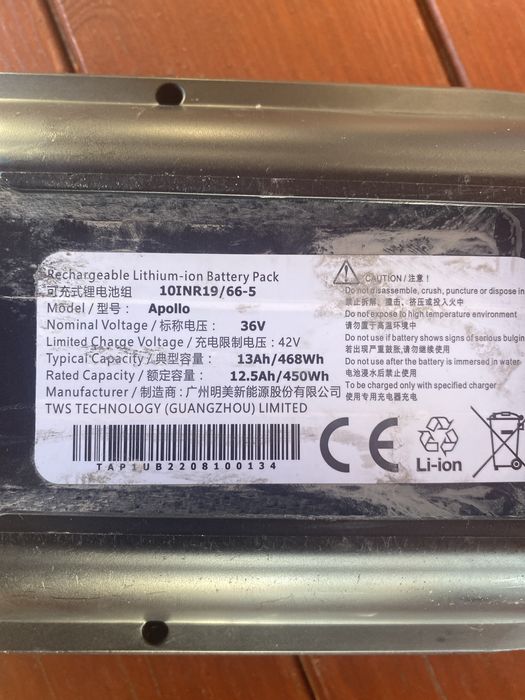 Rechargeable Lithium-ion Battery Pack
可充式锂电池组 10INR19/66-5
Model / 型号: Apollo
Nominal Voltage / 标称电压: 36V
Limited Charge Voltage / 充电限制电压: 42V
Typical Capacity / 典型容量: 13Ah/468Wh
Rated Capacity / 额定容量: 12.5Ah/450Wh
Manufacturer / 制造商: 广州明美新能源股份有限公司
TWS TECHNOLOGY (GUANGZHOU) LIMITED
TAP1UB2208100134
CAUTION / 注意!
Do not disassemble, crush, puncture or dispose in
禁止拆解、撞击、挤压或投入火中
Do not expose to high temperature environment
请勿置于高温环境中
Do not use if battery shows signs of serious bulgin
若出现严重鼓胀,请勿继续使用
Do not use after the battery is immersed in water
电池浸水后禁止使用
To be charged only with specified charger
使用专用充电器充电
CE
Li-ion